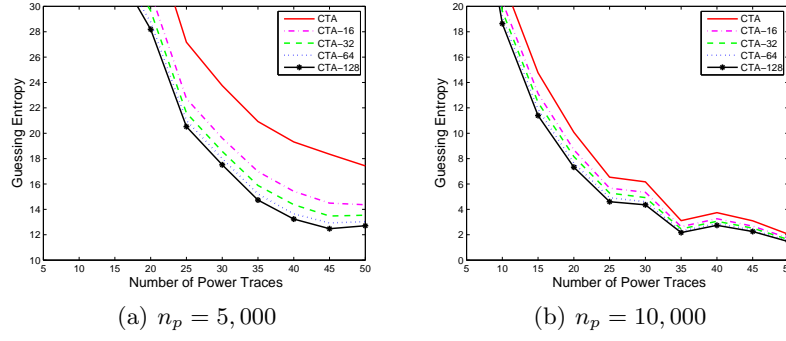 30
28
26
24
22
20
18
16
14
12
10
Guessing Entropy
5 10 15 20 25 30 35 40 45 50
Number of Power Traces
CTA
CTA−16
CTA−32
CTA−64
CTA−128
(a) n_p = 5,000
20
18
16
14
12
10
8
6
4
2
0
Guessing Entropy
5 10 15 20 25 30 35 40 45 50
Number of Power Traces
CTA
CTA−16
CTA−32
CTA−64
CTA−128
(b) n_p = 10,000